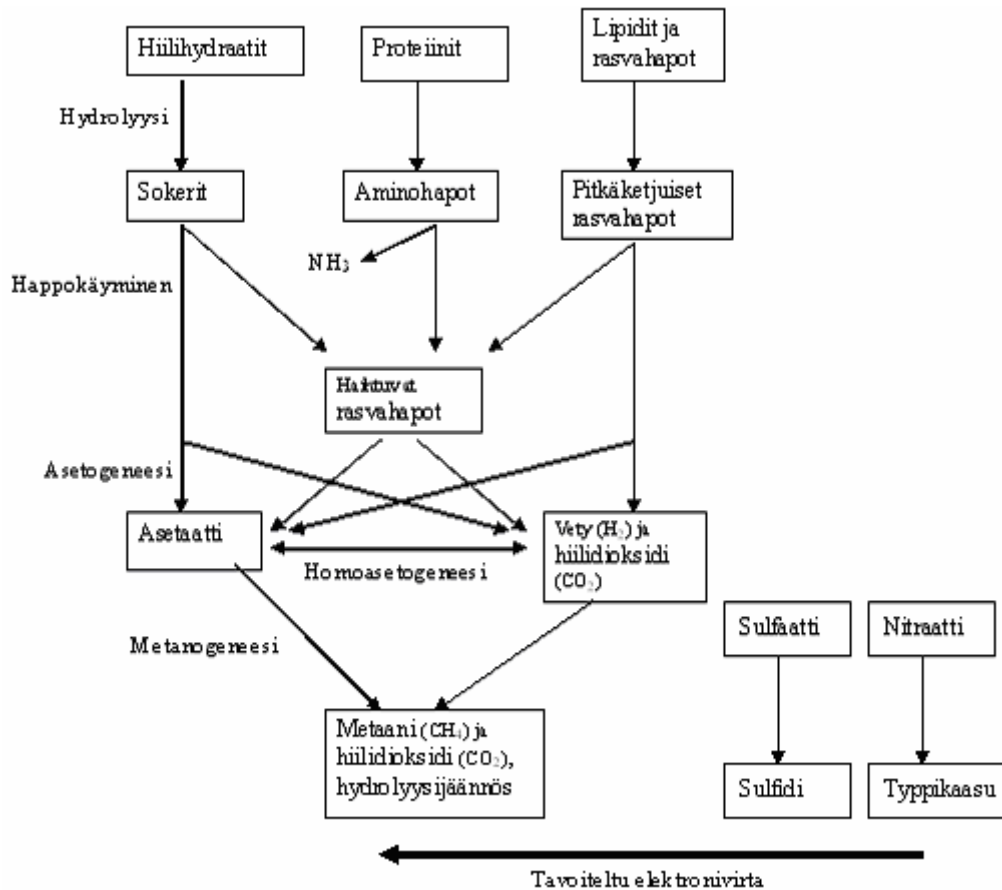 Hiilihydraatit
Proteiinit
Lipidit ja
rasvahapot
Hydrolyysi
Sokerit
Aminohapot
Pitkäketjuiset
rasvahapot
NH3
Happokäyminen
Haihtuvat
rasvahapot
Asetogeneesi
Asetaatti
Vety (H2) ja
hiilidioksidi
(CO2)
Homoasetogeneesi
Sulfaatti
Nitraatti
Metanogeneesi
Metaani (CH4) ja
hiilidioksidi (CO2),
hydrolyysijäännös
Sulfidi
Typpikaasu
Tavoiteltu elektronivirta